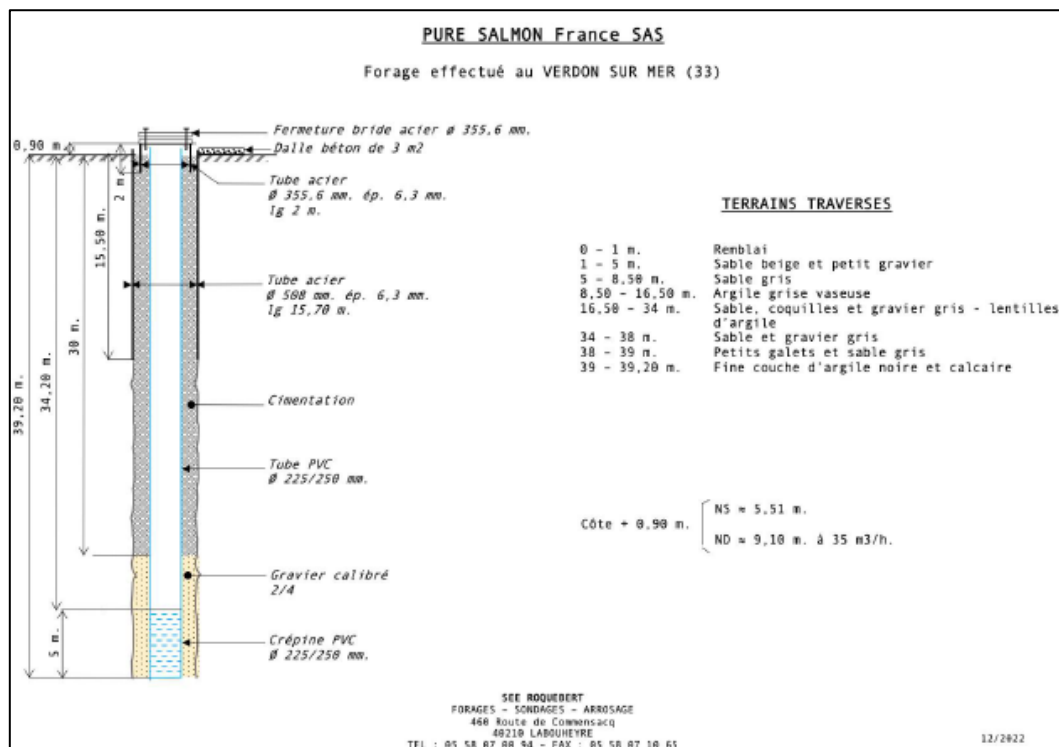 PURE SALMON France SAS
Forage effectué au VERDON SUR MER (33)
Fermeture bride acier ø 355,6 mm.
0,90 m.
Dalle béton de 3 m2
2 m.
Tube acier
Ø 355,6 mm. ép. 6,3 mm.
lg 2 m.
15,50 m.
Tube acier
Ø 508 mm. ép. 6,3 mm.
lg 15,70 m.
30 m.
34,20 m.
39,20 m.
Cimentation
Tube PVC
Ø 225/250 mm.
Gravier calibré
2/4
5 m.
Crépine PVC
Ø 225/250 mm.
TERRAINS TRAVERSES
0 - 1 m. Remblai
1 - 5 m. Sable beige et petit gravier
5 - 8,50 m. Sable gris
8,50 - 16,50 m. Argile grise vaseuse
16,50 - 34 m. Sable, coquilles et gravier gris - lentilles
d'argile
34 - 38 m. Sable et gravier gris
38 - 39 m. Petits galets et sable gris
39 - 39,20 m. Fine couche d'argile noire et calcaire
NS = 5,51 m.
Côte + 0,90 m.
ND = 9,10 m. à 35 m3/h.
SEE ROQUEBERT
FORAGES - SONDAGES - ARROSAGE
460 Route de Commensacq
40210 LABOUHEYRE
TEL : 05 58 07 00 94 - FAX : 05 58 07 10 65
12/2022